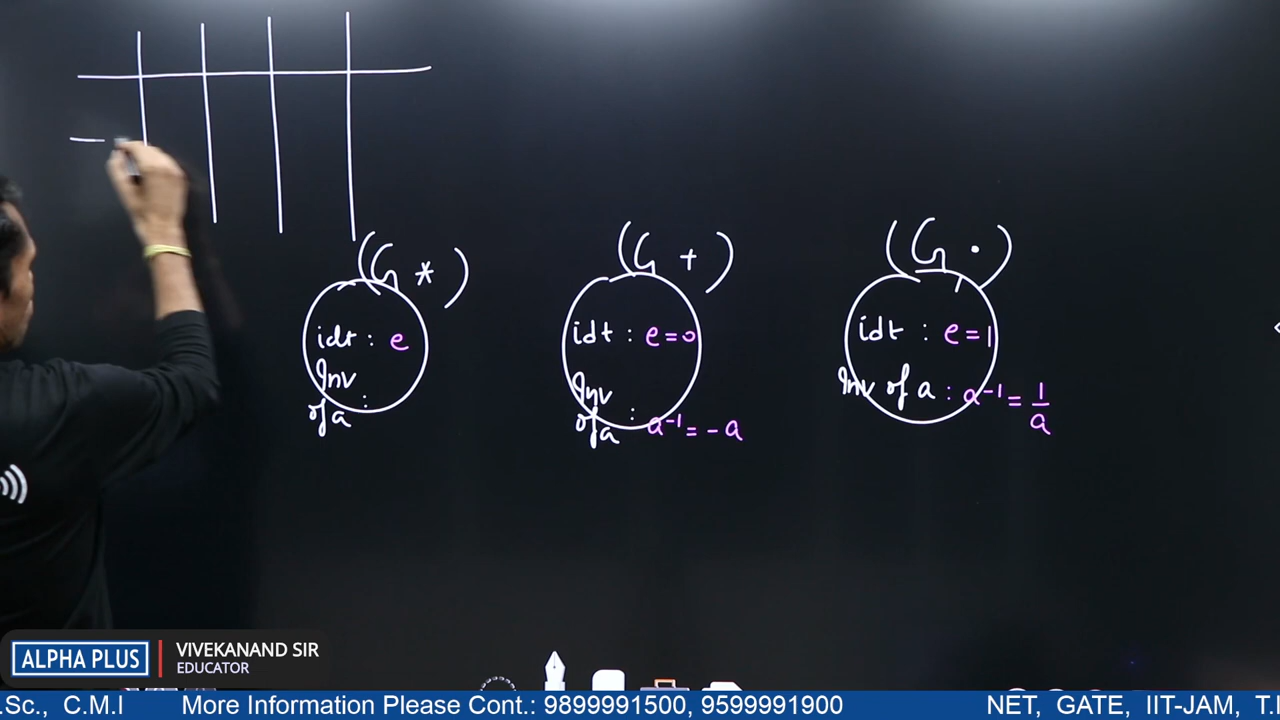 (G *)
idt : e
Inv
of a :
(G +)
idt : e=0
Inv
of a : a⁻¹ = -a
(G, •)
idt : e=1
Inv of a : a⁻¹ = 1/a
ALPHA PLUS
VIVEKANAND SIR
EDUCATOR
.Sc., C.M.I More Information Please Cont.: 9899991500, 9599991900 NET, GATE, IIT-JAM, T.I